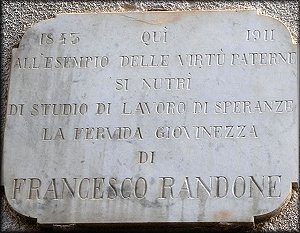 1843 QUÌ 1911
ALL'ESEMPIO DELLE VIRTÙ PATERNE
SI NUTRÌ
DI STUDIO DI LAVORO DI SPERANZE
LA FERVIDA GIOVINEZZA
DI
FRANCESCO RANDONE